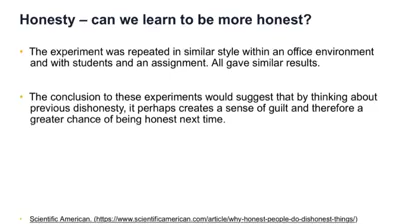 Honesty – can we learn to be more honest?
• The experiment was repeated in similar style within an office environment
and with students and an assignment. All gave similar results.
• The conclusion to these experiments would suggest that by thinking about
previous dishonesty, it perhaps creates a sense of guilt and therefore a
greater chance of being honest next time.
• Scientific American, (https://www.scientificamerican.com/article/why-honest-people-do-dishonest-things/)